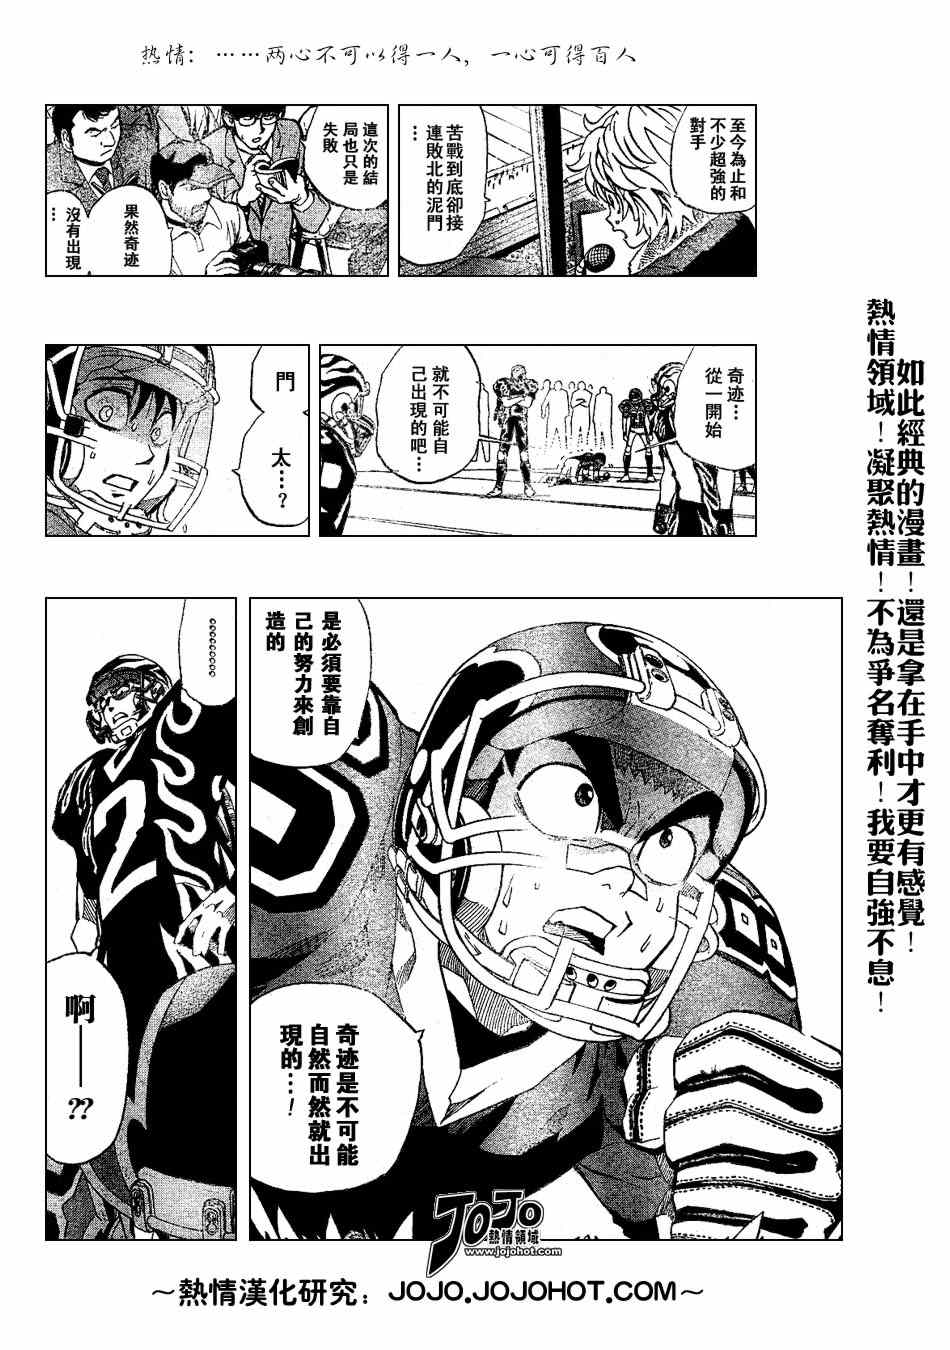 热情：……两心不可以得一人，一心可得百人
至今為止和
不少超強的
對手
苦戰到底卻接
連敗北的泥門
…
這次的結
局也只是
失敗
果然奇迹
沒有出現
…
奇迹…
從一開始
就不可能自
己出現的吧…
門
太…？
是必須要靠自
己的努力來創
造的
奇迹是不可能
自然而然就出
現的…！
。。。。。。。。。
啊——??
如此經典的漫畫！還是拿在手中才更有感覺！
熱情領域！凝聚熱情！不為爭名奪利！我要自強不息！
2
JOJO
熱情領域
www.jojohot.com
～熱情漢化研究：JOJO.JOJOHOT.COM～